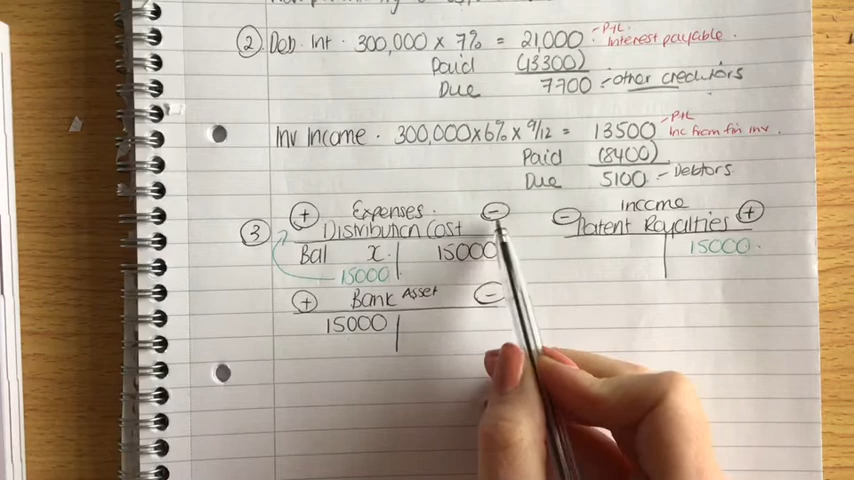 ② Deb. Int. 300,000 x 7% = 21,000 - P+L Interest payable.
Paid (13300)
Due 7700 - other creditors
Inv Income. 300,000 x 6% x 9/12 = 13500 - P+L Inc from fin inv.
Paid (8400)
Due 5100 - Debtors
③ + Expenses. - 
Distribution Cost
Bal x. 15000
15000
+ Bank Asset -
15000
- income +
Patent Royalties
15000.